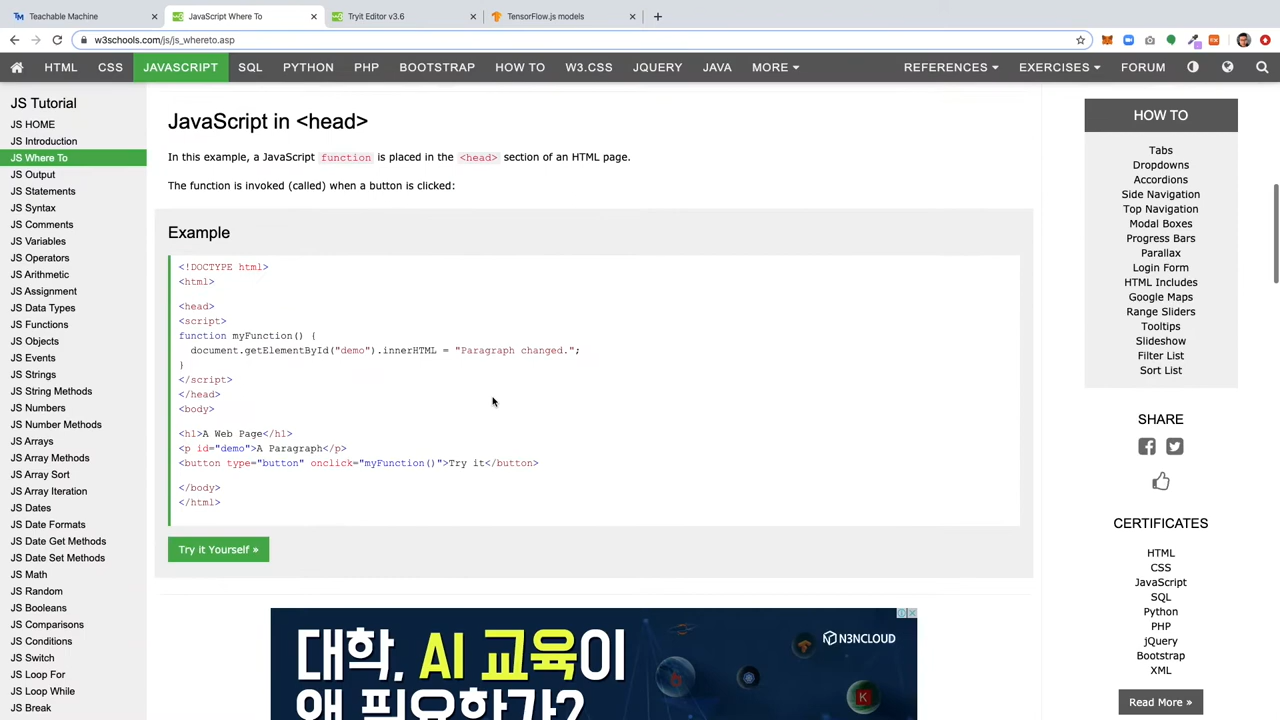 Teachable Machine
JavaScript Where To
Tryit Editor v3.6
TensorFlow.js models
w3schools.com/js/js_whereto.asp
HTML CSS JAVASCRIPT SQL PYTHON PHP BOOTSTRAP HOW TO W3.CSS JQUERY JAVA MORE REFERENCES EXERCISES FORUM
JS Tutorial
JS HOME
JS Introduction
JS Where To
JS Output
JS Statements
JS Syntax
JS Comments
JS Variables
JS Operators
JS Arithmetic
JS Assignment
JS Data Types
JS Functions
JS Objects
JS Events
JS Strings
JS String Methods
JS Numbers
JS Number Methods
JS Arrays
JS Array Methods
JS Array Sort
JS Array Iteration
JS Dates
JS Date Formats
JS Date Get Methods
JS Date Set Methods
JS Math
JS Random
JS Booleans
JS Comparisons
JS Conditions
JS Switch
JS Loop For
JS Loop While
JS Break
JavaScript in <head>
In this example, a JavaScript function is placed in the <head> section of an HTML page.
The function is invoked (called) when a button is clicked:
Example
<!DOCTYPE html>
<html>
<head>
<script>
function myFunction() {
document.getElementById("demo").innerHTML = "Paragraph changed.";
}
</script>
</head>
<body>
<h1>A Web Page</h1>
<p id="demo">A Paragraph</p>
<button type="button" onclick="myFunction()">Try it</button>
</body>
</html>
Try it Yourself »
대학, AI 교육이
왜 필요한가?
N3NCLOUD
HOW TO
Tabs
Dropdowns
Accordions
Side Navigation
Top Navigation
Modal Boxes
Progress Bars
Parallax
Login Form
HTML Includes
Google Maps
Range Sliders
Tooltips
Slideshow
Filter List
Sort List
SHARE
CERTIFICATES
HTML
CSS
JavaScript
SQL
Python
PHP
jQuery
Bootstrap
XML
Read More »